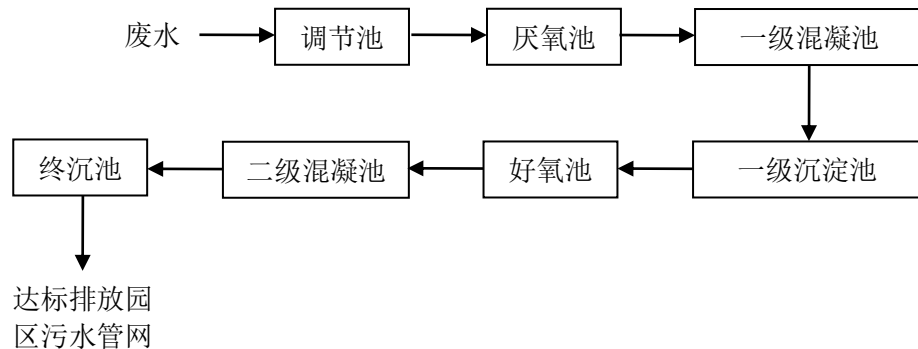 废水
调节池
厌氧池
一级混凝池
一级沉淀池
好氧池
二级混凝池
终沉池
达标排放园
区污水管网